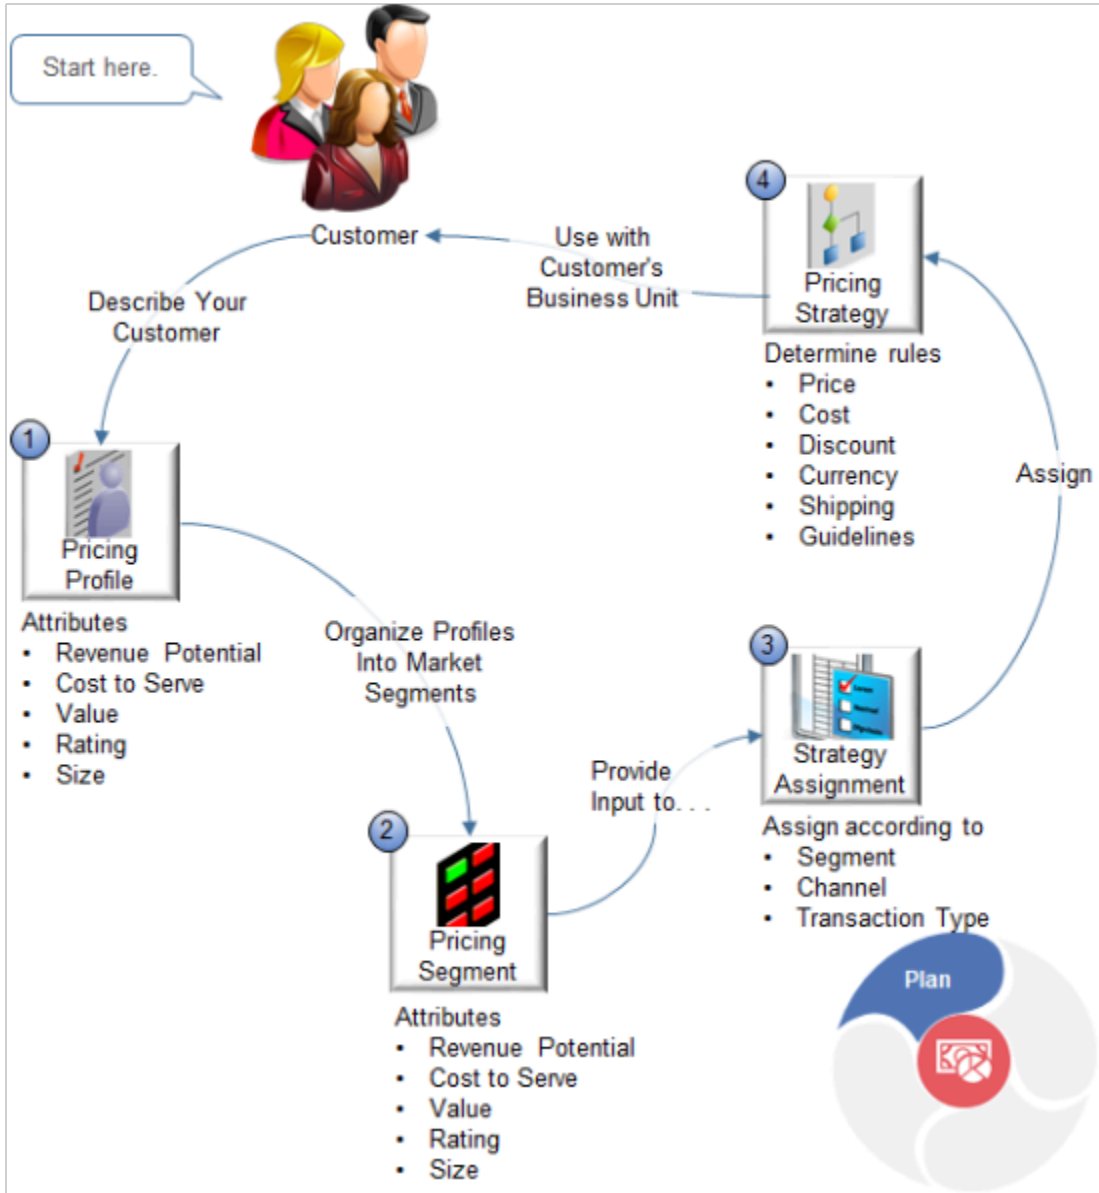 Start here.
Customer
Describe Your
Customer
1
Pricing
Profile
Attributes
• Revenue Potential
• Cost to Serve
• Value
• Rating
• Size
Organize Profiles
Into Market
Segments
2
Pricing
Segment
Attributes
• Revenue Potential
• Cost to Serve
• Value
• Rating
• Size
Provide
Input to. . .
3
Strategy
Assignment
Assign according to
• Segment
• Channel
• Transaction Type
Assign
4
Pricing
Strategy
Determine rules
• Price
• Cost
• Discount
• Currency
• Shipping
• Guidelines
Use with
Customer's
Business Unit
Plan